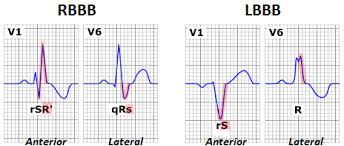 RBBB LBBB
V1 V6 V1 V6
rSR' qRs rS R
Anterior Lateral Anterior Lateral